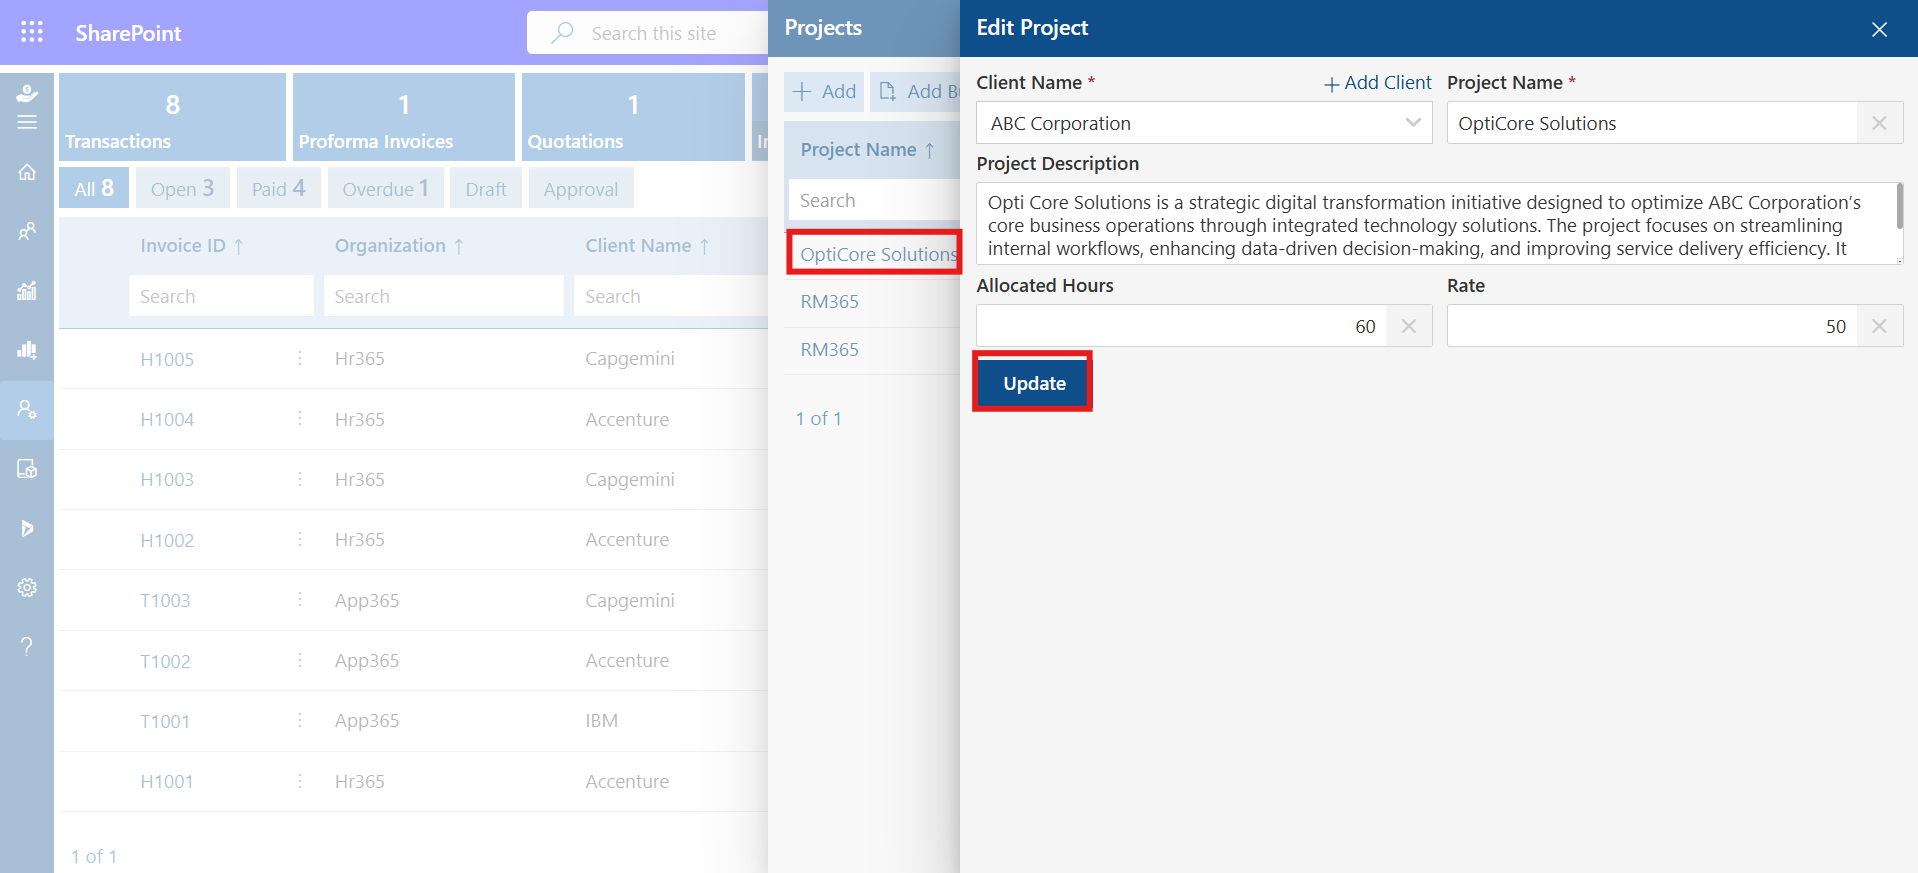 SharePoint
Search this site
8
Transactions
1
Proforma Invoices
1
Quotations
All 8
Open 3
Paid 4
Overdue 1
Draft
Approval
Invoice ID ↑
Organization ↑
Client Name ↑
Search
Search
Search
H1005
Hr365
Capgemini
H1004
Hr365
Accenture
H1003
Hr365
Capgemini
H1002
Hr365
Accenture
T1003
App365
Capgemini
T1002
App365
Accenture
T1001
App365
IBM
H1001
Hr365
Accenture
1 of 1
Projects
Add
Add B
Project Name ↑
Search
OptiCore Solutions
RM365
RM365
1 of 1
Edit Project
Client Name *
Add Client
ABC Corporation
Project Name *
OptiCore Solutions
Project Description
Opti Core Solutions is a strategic digital transformation initiative designed to optimize ABC Corporation’s
core business operations through integrated technology solutions. The project focuses on streamlining
internal workflows, enhancing data-driven decision-making, and improving service delivery efficiency. It
Allocated Hours
60
Rate
50
Update